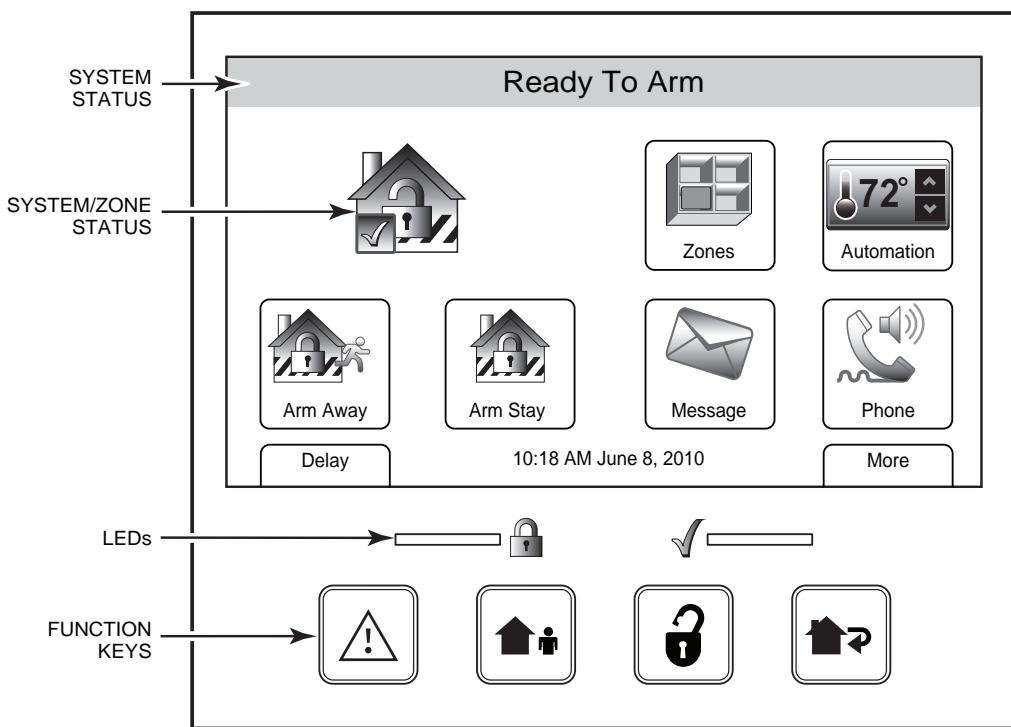 SYSTEM
STATUS
Ready To Arm
SYSTEM/ZONE
STATUS
72°
Zones
Automation
Arm Away
Arm Stay
Message
Phone
Delay
10:18 AM June 8, 2010
More
LEDs
FUNCTION
KEYS